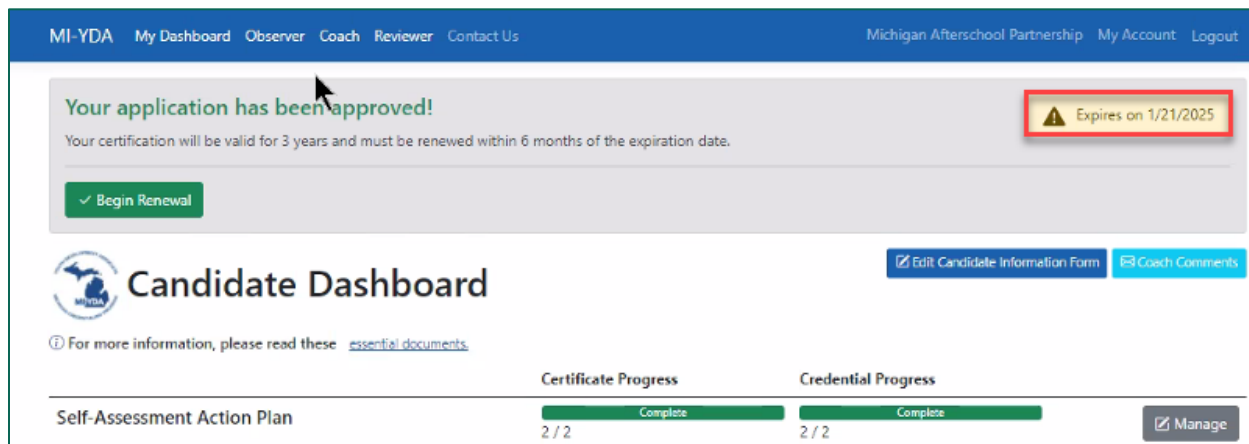 MI-YDA My Dashboard Observer Coach Reviewer Contact Us Michigan Afterschool Partnership My Account Logout
Your application has been approved!
Expires on 1/21/2025
Your certification will be valid for 3 years and must be renewed within 6 months of the expiration date.
Begin Renewal
Edit Candidate Information Form Coach Comments
MI-YDA
Candidate Dashboard
For more information, please read these essential documents.
Certificate Progress Credential Progress
Self-Assessment Action Plan Complete Complete Manage
2 / 2 2 / 2